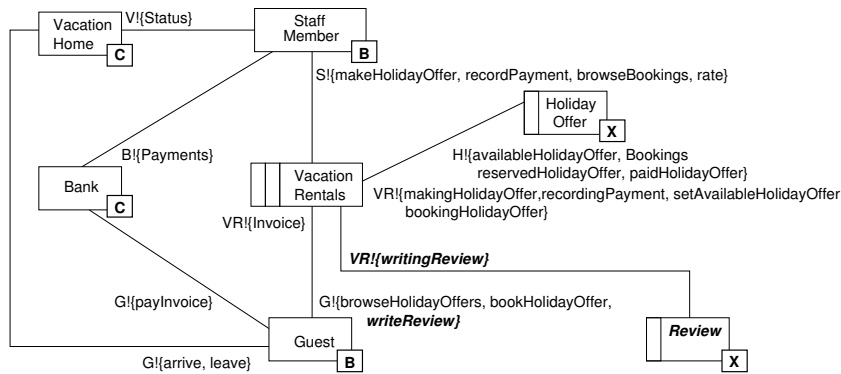 V!{Status}
Vacation
Home
C
Staff
Member
B
S!{makeHolidayOffer, recordPayment, browseBookings, rate}
Holiday
Offer
X
B!{Payments}
H!{availableHolidayOffer, Bookings
reservedHolidayOffer, paidHolidayOffer}
Bank
C
Vacation
Rentals
VR!{makingHolidayOffer,recordingPayment, setAvailableHolidayOffer
bookingHolidayOffer}
VR!{Invoice}
VR!{writingReview}
G!{payInvoice}
G!{browseHolidayOffers, bookHolidayOffer,
writeReview}
Guest
B
Review
X
G!{arrive, leave}